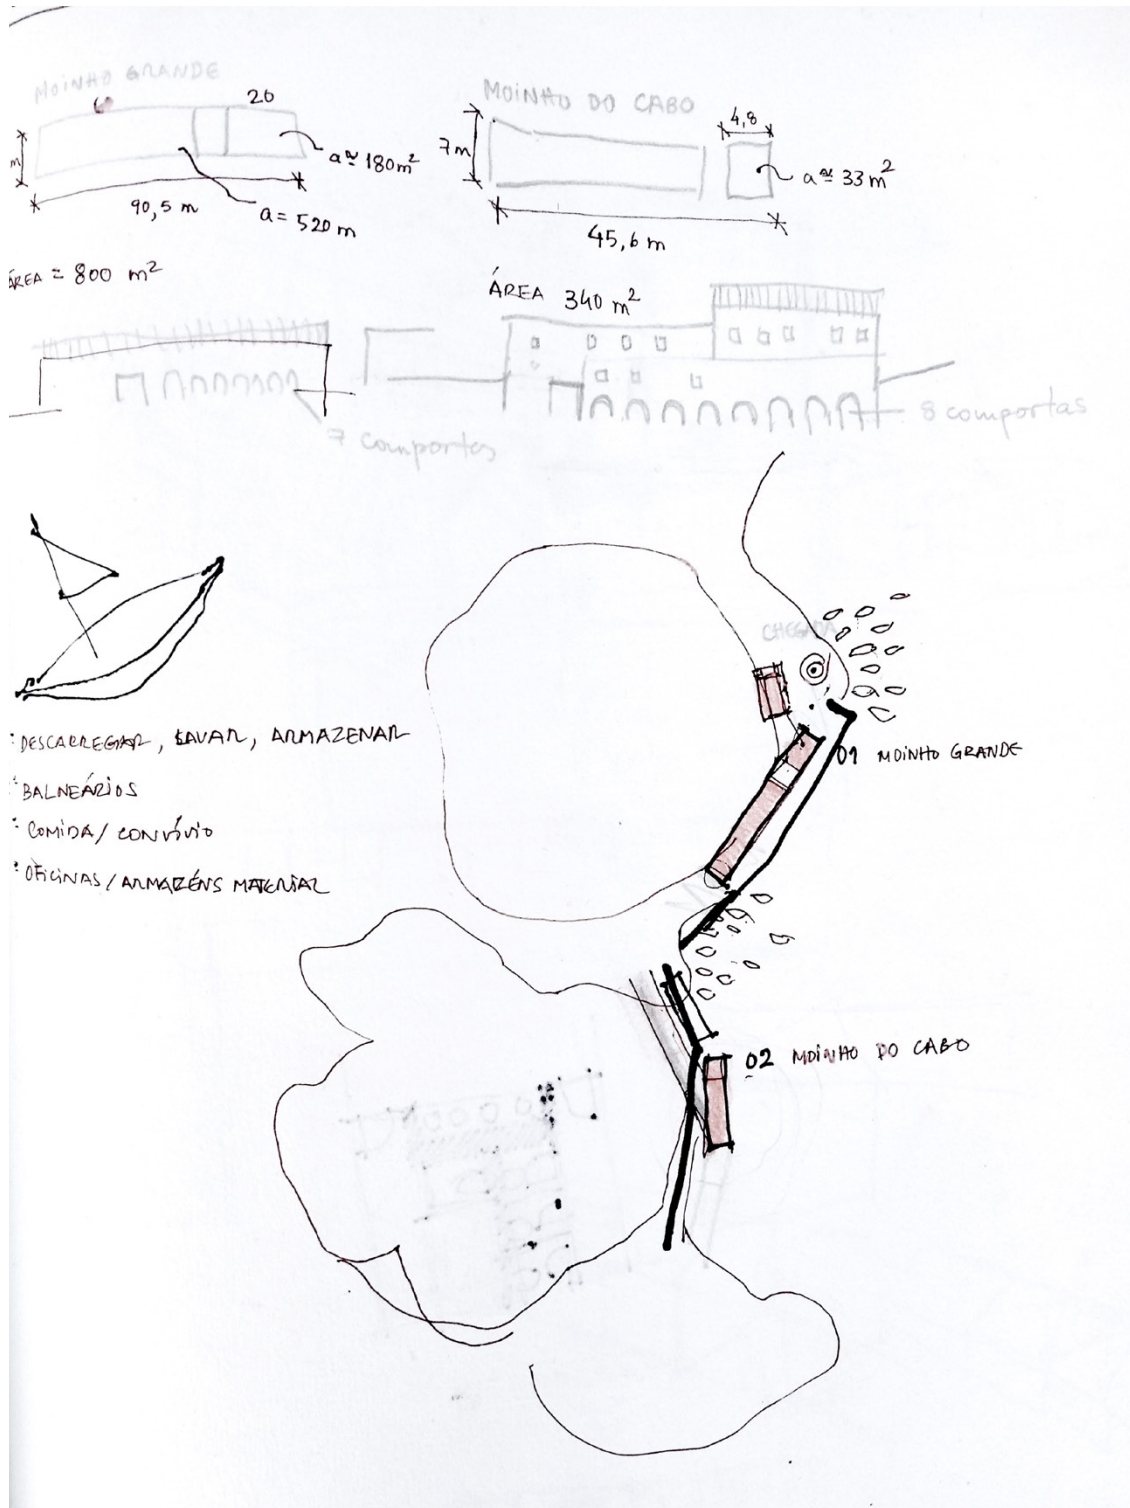 MOINHO GRANDE
20
m
a≃180m²
90,5 m
a=520 m
ÁREA = 800 m²
7 comportas
MOINHO DO CABO
4,8
7m
a≃33m²
45,6 m
ÁREA 340 m²
8 comportas
CHEGADA
01 MOINHO GRANDE
DESCARREGAR, LAVAR, ARMAZENAR
BALNEÁRIOS
COMIDA/CONVÍVIO
OFICINAS/ARMAZÉNS MATERIAL
02 MOINHO DO CABO